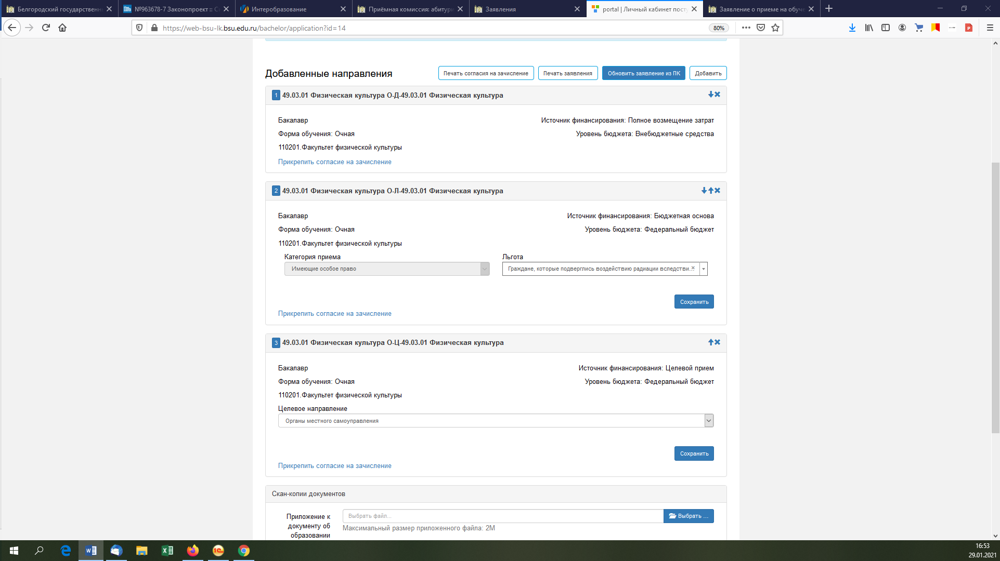 Белгородский государственн
№963678-7 Законопроект :: С
Интеробразование
Приёмная комиссия: абитури
Заявления
portal | Личный кабинет пост
Заявление о приеме на обуче
https://web-bsu-lk.bsu.edu.ru/bachelor/application?id=14
80%
Добавленные направления
Печать согласия на зачисление
Печать заявления
Обновить заявление из ПК
Добавить
1 49.03.01 Физическая культура О-Д-49.03.01 Физическая культура
Бакалавр
Источник финансирования: Полное возмещение затрат
Форма обучения: Очная
Уровень бюджета: Внебюджетные средства
110201.Факультет физической культуры
Прикрепить согласие на зачисление
2 49.03.01 Физическая культура О-Л-49.03.01 Физическая культура
Бакалавр
Источник финансирования: Бюджетная основа
Форма обучения: Очная
Уровень бюджета: Федеральный бюджет
110201.Факультет физической культуры
Категория приема
Льгота
Имеющие особое право
Граждане, которые подверглись воздействию радиации вследстви...
Сохранить
Прикрепить согласие на зачисление
3 49.03.01 Физическая культура О-Ц-49.03.01 Физическая культура
Бакалавр
Источник финансирования: Целевой прием
Форма обучения: Очная
Уровень бюджета: Федеральный бюджет
110201.Факультет физической культуры
Целевое направление
Органы местного самоуправления
Сохранить
Прикрепить согласие на зачисление
Скан-копии документов
Приложение к
документу об
образовании
Выбрать файл...
Выбрать ...
Максимальный размер приложенного файла: 2M
16:53
29.01.2021